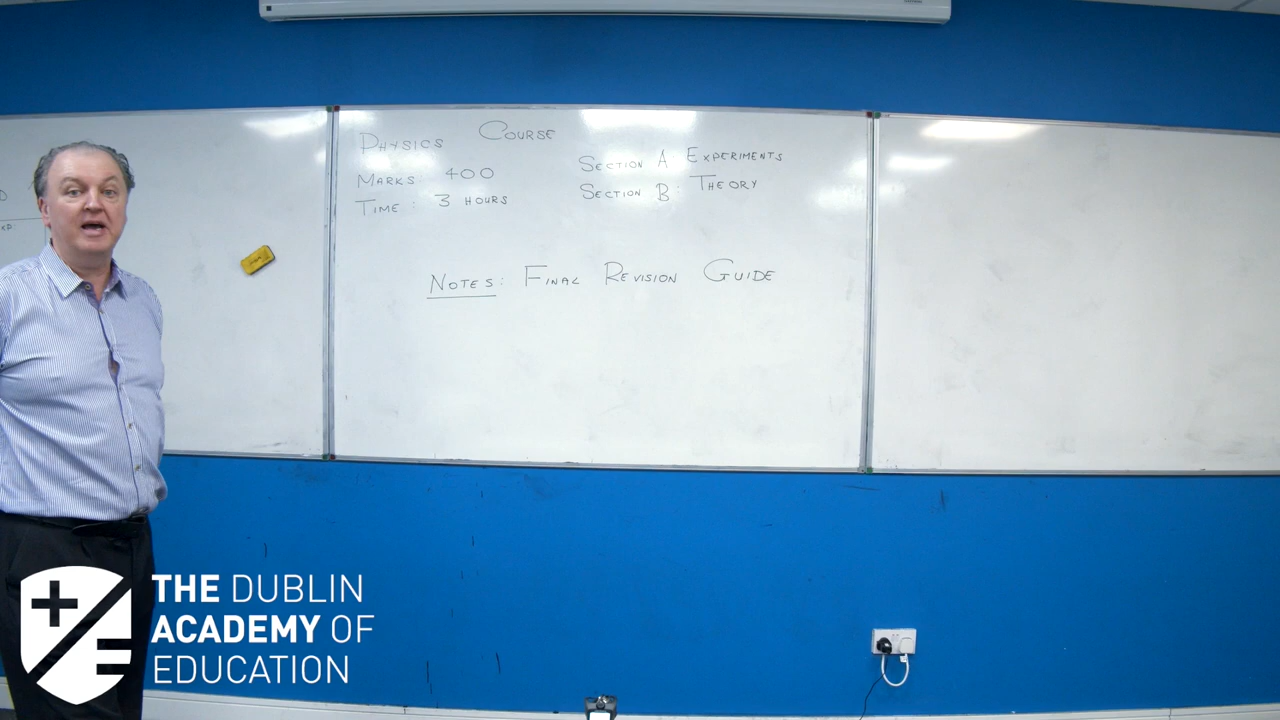 Physics Course
Marks: 400
Time: 3 hours
Section A Experiments
Section B: Theory
Notes: Final Revision Guide
THE DUBLIN
ACADEMY OF
EDUCATION